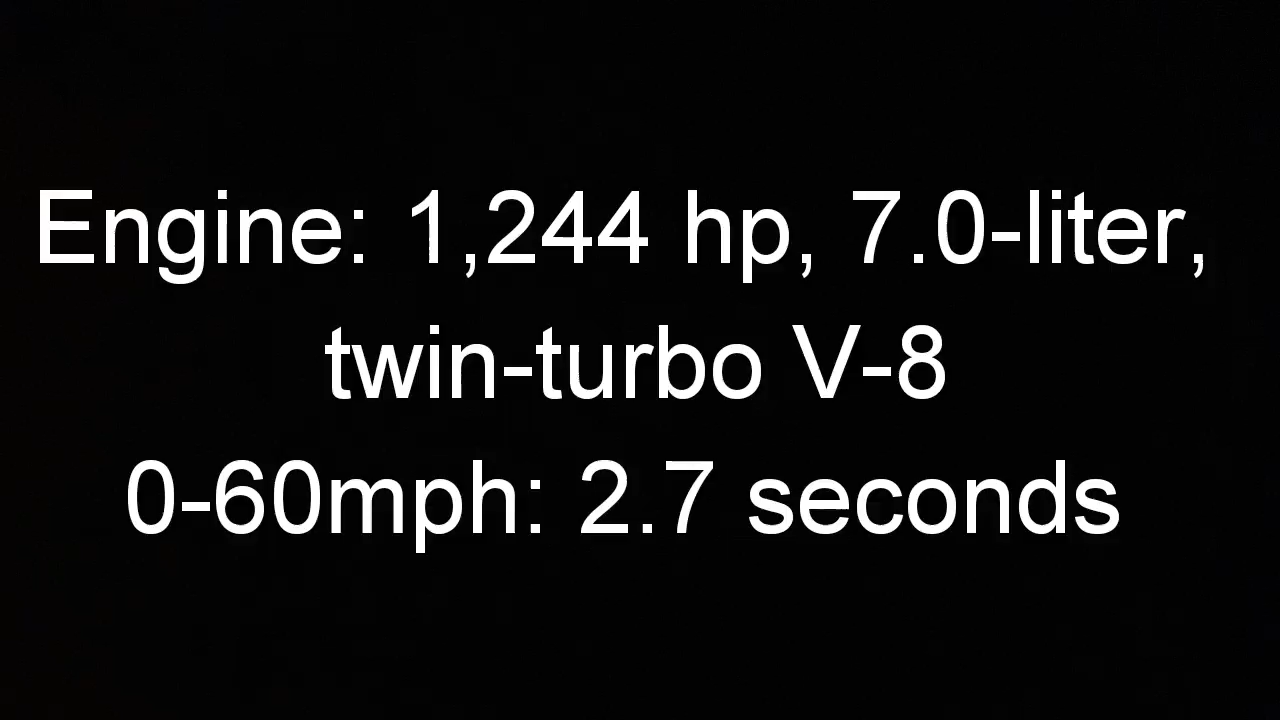 Engine: 1,244 hp, 7.0-liter,
twin-turbo V-8
0-60mph: 2.7 seconds